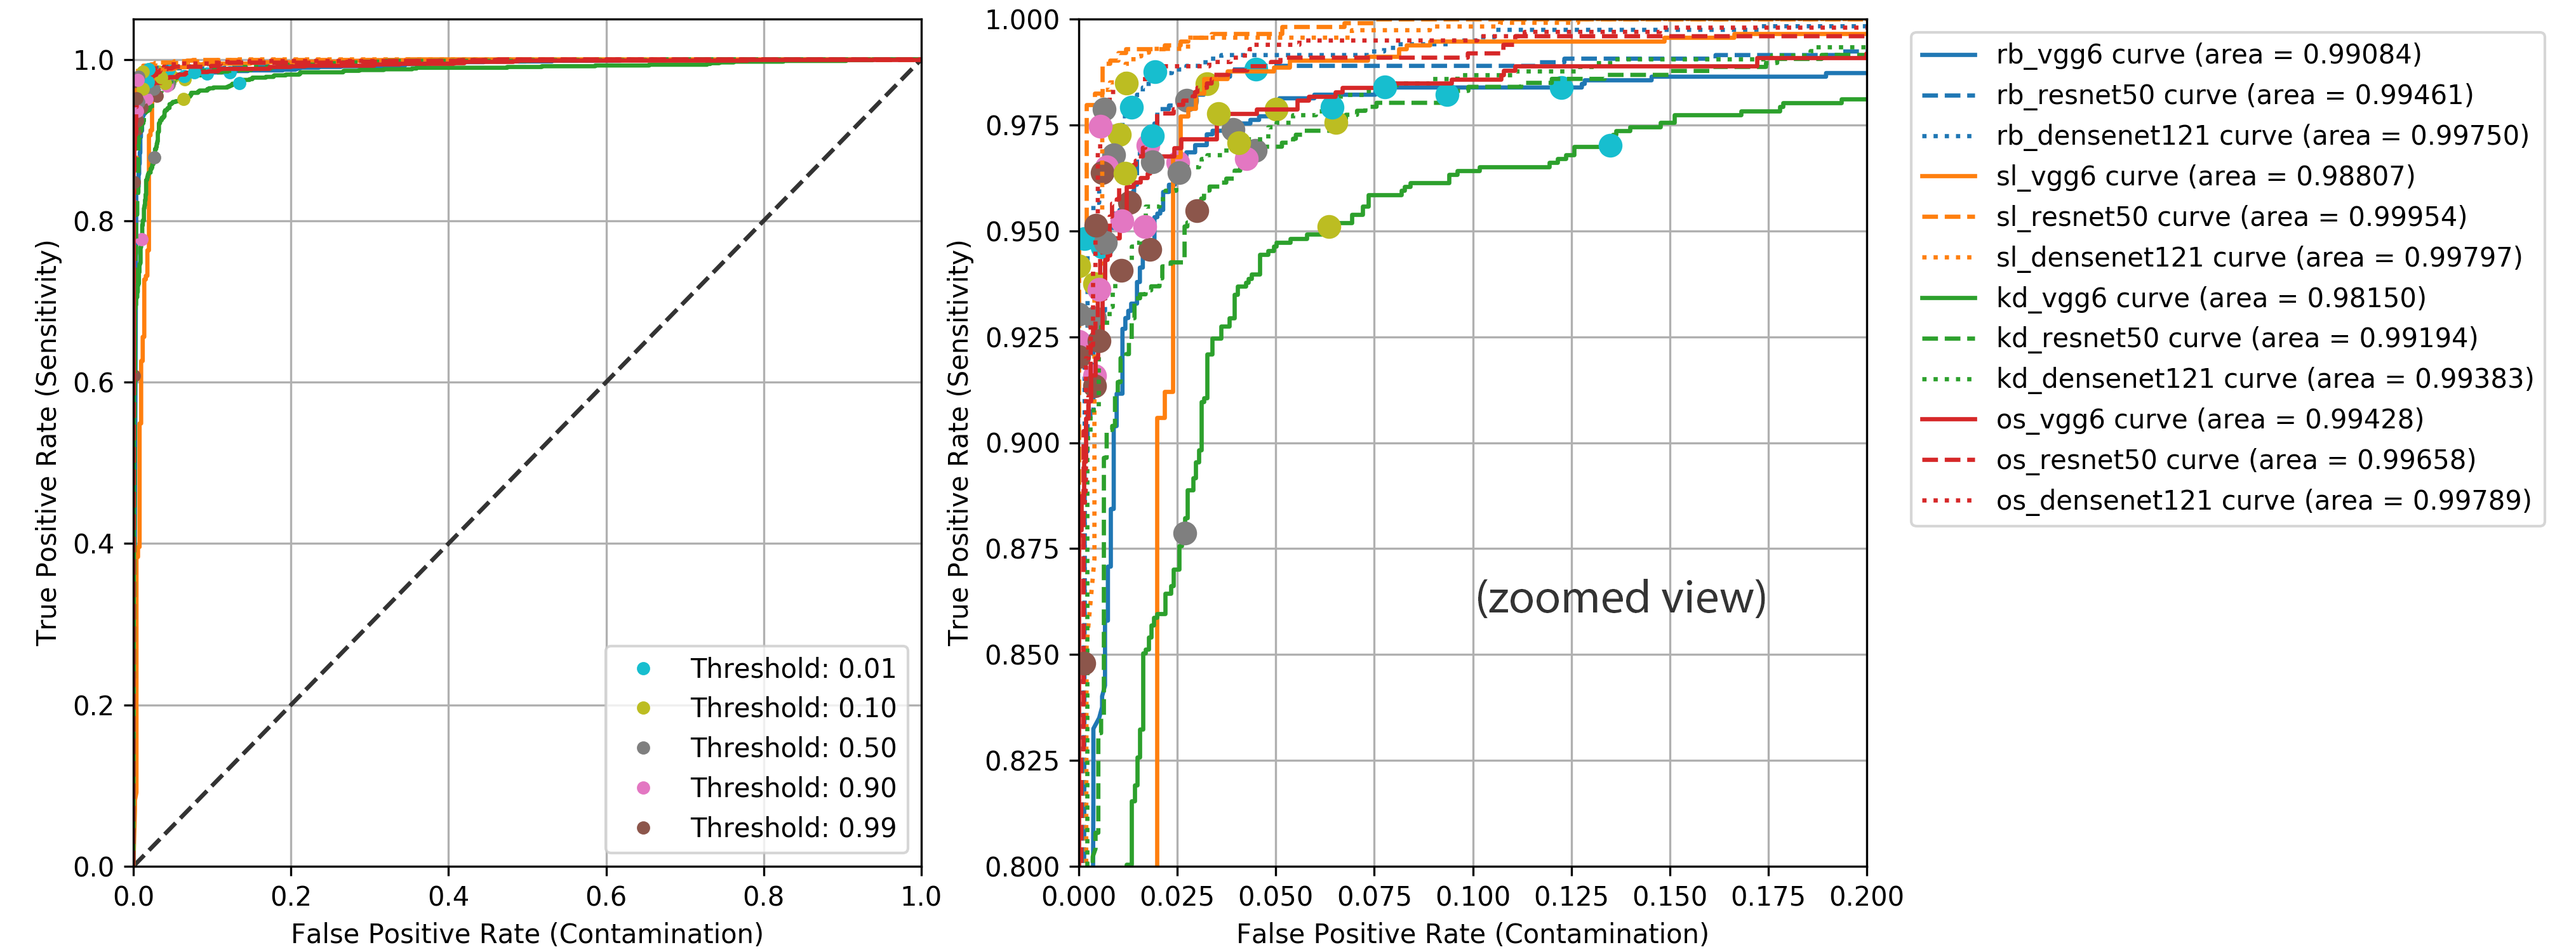 True Positive Rate (Sensitivity)
1.0
0.8
0.6
0.4
0.2
0.0
0.0 0.2 0.4 0.6 0.8 1.0
False Positive Rate (Contamination)
Threshold: 0.01
Threshold: 0.10
Threshold: 0.50
Threshold: 0.90
Threshold: 0.99
True Positive Rate (Sensitivity)
1.000
0.975
0.950
0.925
0.900
0.875
0.850
0.825
0.800
0.000 0.025 0.050 0.075 0.100 0.125 0.150 0.175 0.200
False Positive Rate (Contamination)
(zoomed view)
rb_vgg6 curve (area = 0.99084)
rb_resnet50 curve (area = 0.99461)
rb_densenet121 curve (area = 0.99750)
sl_vgg6 curve (area = 0.98807)
sl_resnet50 curve (area = 0.99954)
sl_densenet121 curve (area = 0.99797)
kd_vgg6 curve (area = 0.98150)
kd_resnet50 curve (area = 0.99194)
kd_densenet121 curve (area = 0.99383)
os_vgg6 curve (area = 0.99428)
os_resnet50 curve (area = 0.99658)
os_densenet121 curve (area = 0.99789)